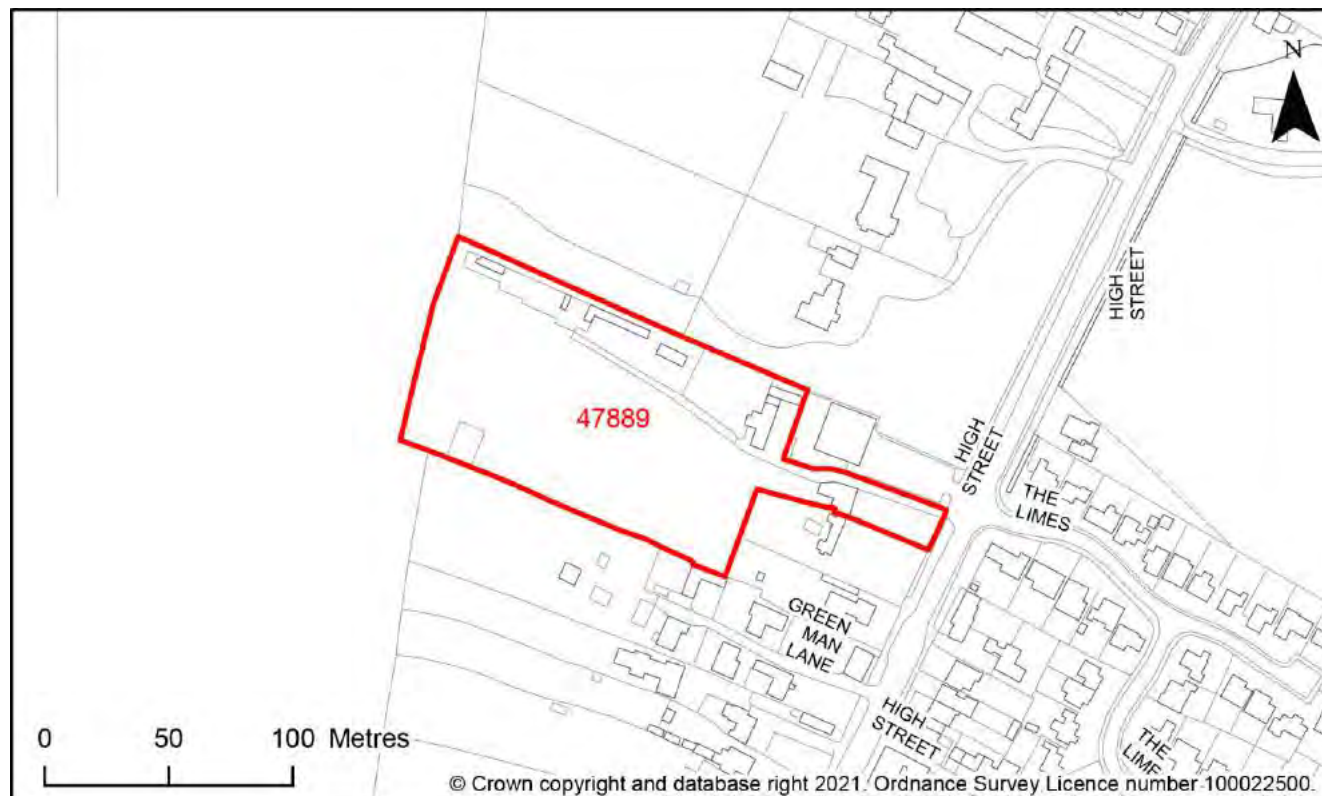 N
HIGH
STREET
47889
HIGH
STREET
THE
LIMES
GREEN
MAN
LANE
HIGH
STREET
THE
LIMES
0 50 100 Metres
© Crown copyright and database right 2021. Ordnance Survey Licence number 100022500.